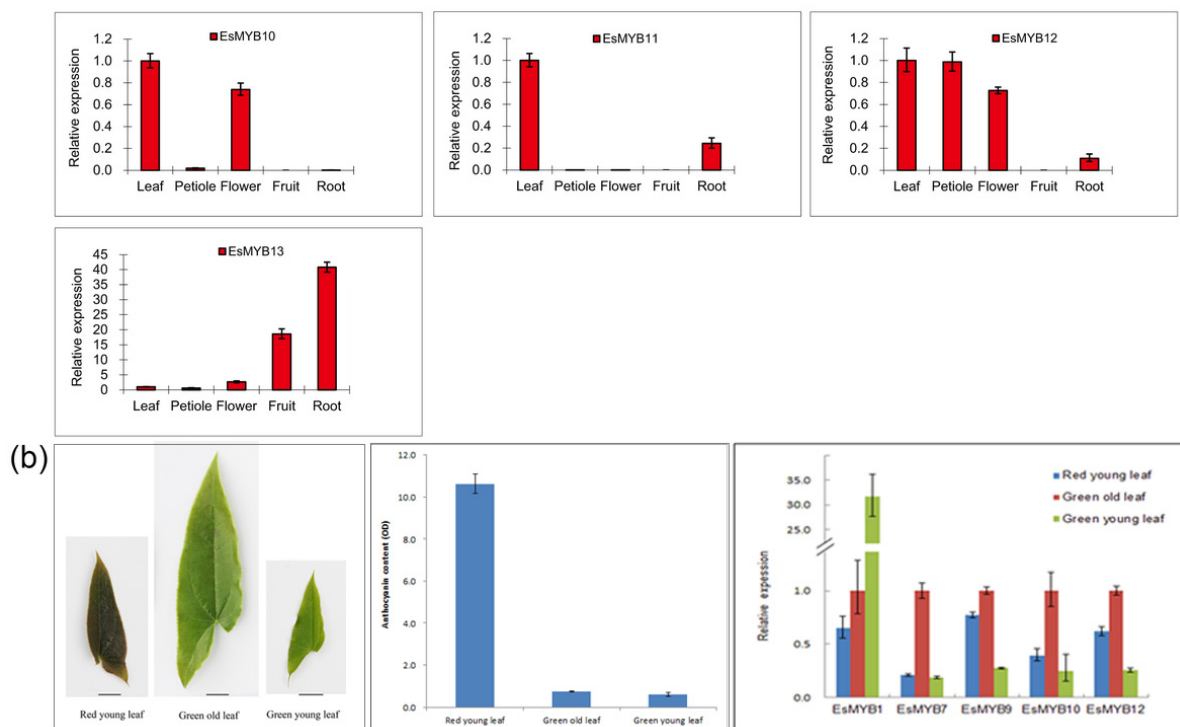 EsMYB10
Relative expression
1.2
1.0
0.8
0.6
0.4
0.2
0.0
Leaf Petiole Flower Fruit Root
EsMYB11
Relative expression
1.2
1.0
0.8
0.6
0.4
0.2
0.0
Leaf Petiole Flower Fruit Root
EsMYB12
Relative expression
1.2
1.0
0.8
0.6
0.4
0.2
0.0
Leaf Petiole Flower Fruit Root
EsMYB13
Relative expression
45
40
35
30
25
20
15
10
5
0
Leaf Petiole Flower Fruit Root
(b)
Red young leaf
Green old leaf
Green young leaf
Anthocyanin content (OD)
12.0
10.0
8.0
6.0
4.0
2.0
0.0
Red young leaf Green old leaf Green young leaf
Relative expession
35.0
30.0
25.0
1.0
0.5
0.0
Red young leaf
Green old leaf
Green young leaf
EsMYB1 EsMYB7 EsMYB9 EsMYB10 EsMYB12